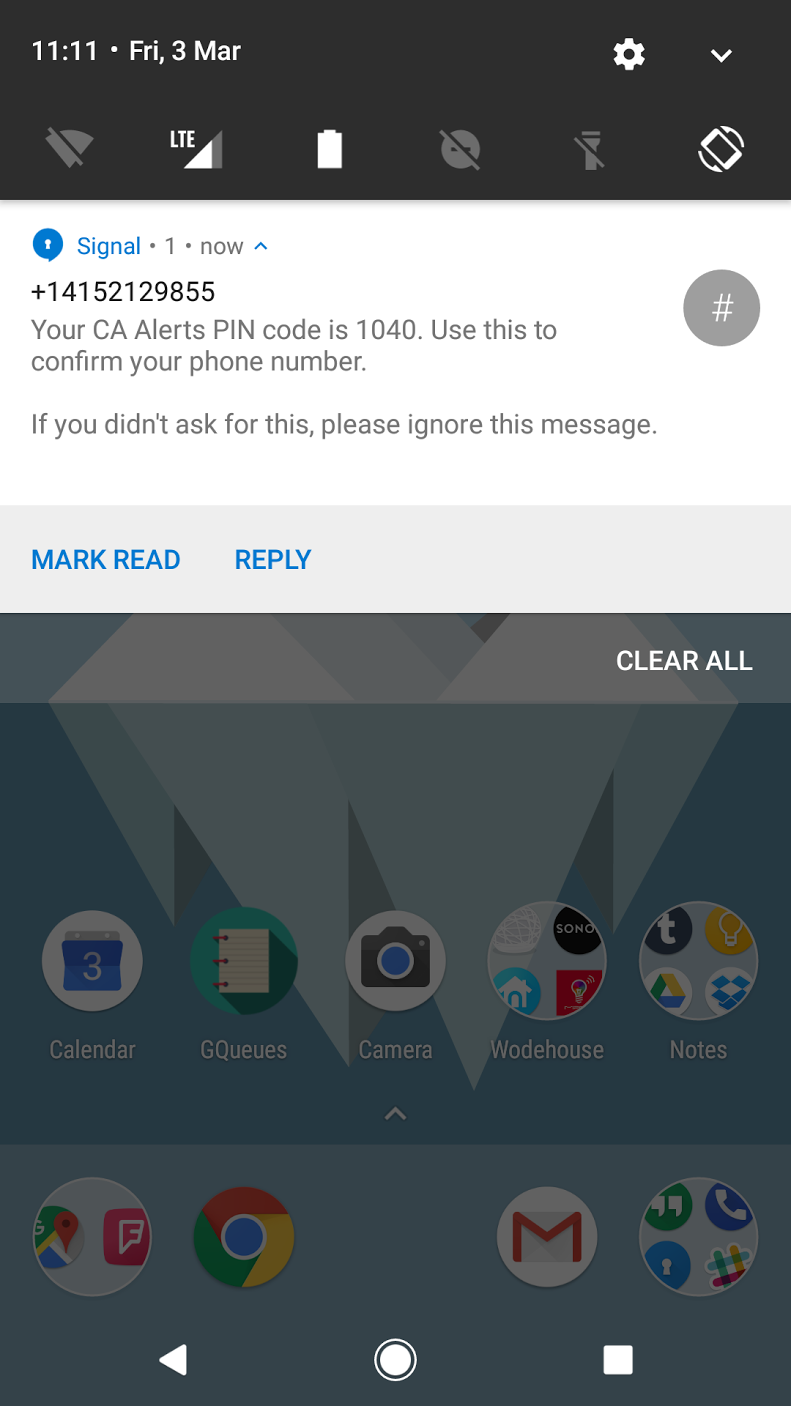 11:11 • Fri, 3 Mar
LTE
Signal • 1 • now
+14152129855
#
Your CA Alerts PIN code is 1040. Use this to
confirm your phone number.
If you didn't ask for this, please ignore this message.
MARK READ REPLY
CLEAR ALL
SONO
t
3
Calendar GQueues Camera Wodehouse Notes
G